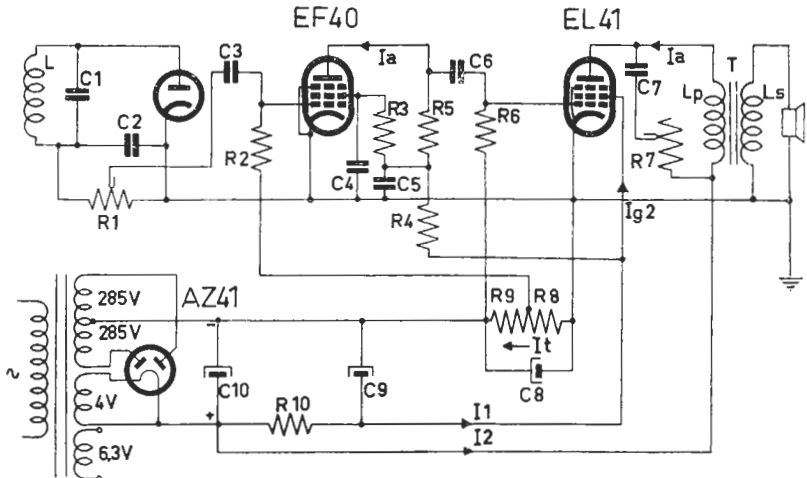 EF40
EL41
L
C1
C2
C3
R1
R2
C4
R3
C5
R5
R4
Ia
C6
R6
C7
Ia
T
Lp
Ls
R7
Ig2
285V
285V
AZ41
4V
6,3V
~
-
C10
+
R10
C9
R9
R8
It
C8
I1
I2